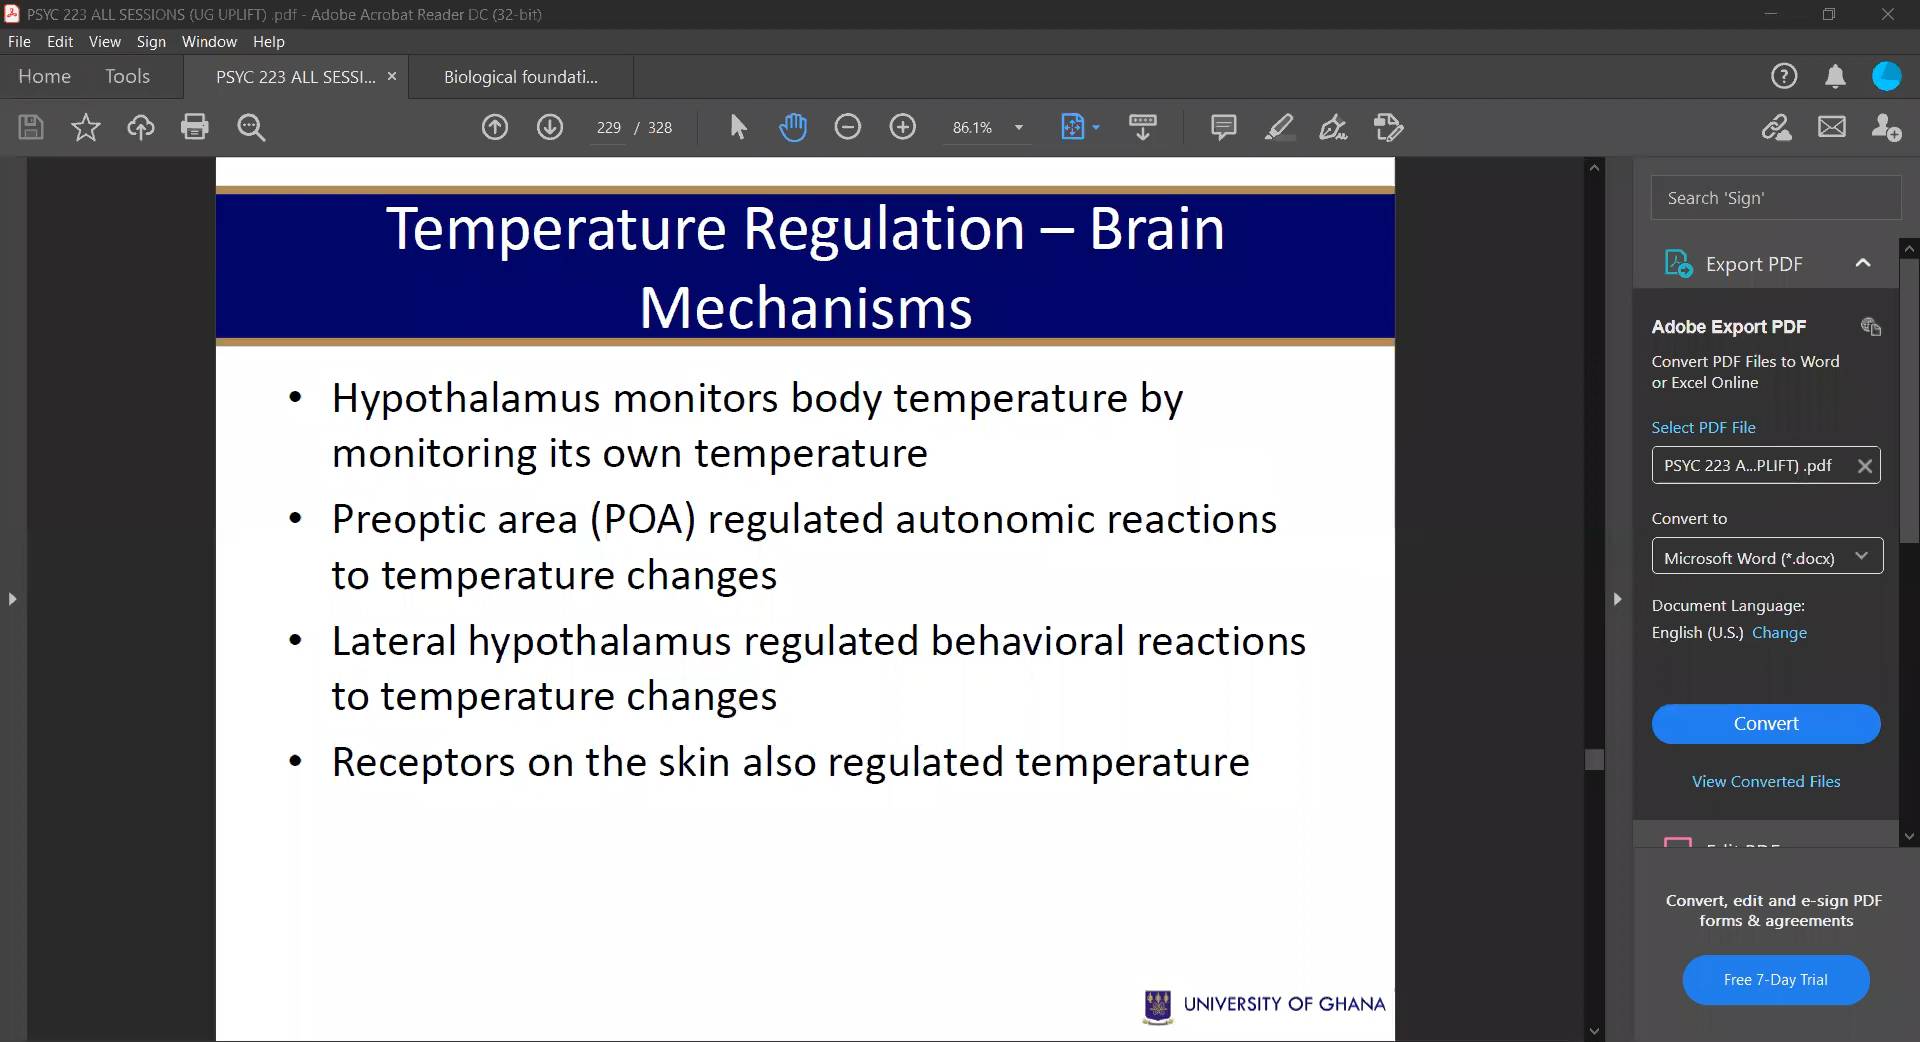 PSYC 223 ALL SESSIONS (UG UPLIFT) .pdf - Adobe Acrobat Reader DC (32-bit)
File Edit View Sign Window Help
Home Tools PSYC 223 ALL SESSI... × Biological foundati...
229 / 328 86.1%
Temperature Regulation – Brain
Mechanisms
• Hypothalamus monitors body temperature by
monitoring its own temperature
• Preoptic area (POA) regulated autonomic reactions
to temperature changes
• Lateral hypothalamus regulated behavioral reactions
to temperature changes
• Receptors on the skin also regulated temperature
UNIVERSITY OF GHANA
Search 'Sign'
Export PDF
Adobe Export PDF
Convert PDF Files to Word
or Excel Online
Select PDF File
PSYC 223 A...PLIFT) .pdf
Convert to
Microsoft Word (*.docx)
Document Language:
English (U.S.) Change
Convert
View Converted Files
Edit PDF
Convert, edit and e-sign PDF
forms & agreements
Free 7-Day Trial